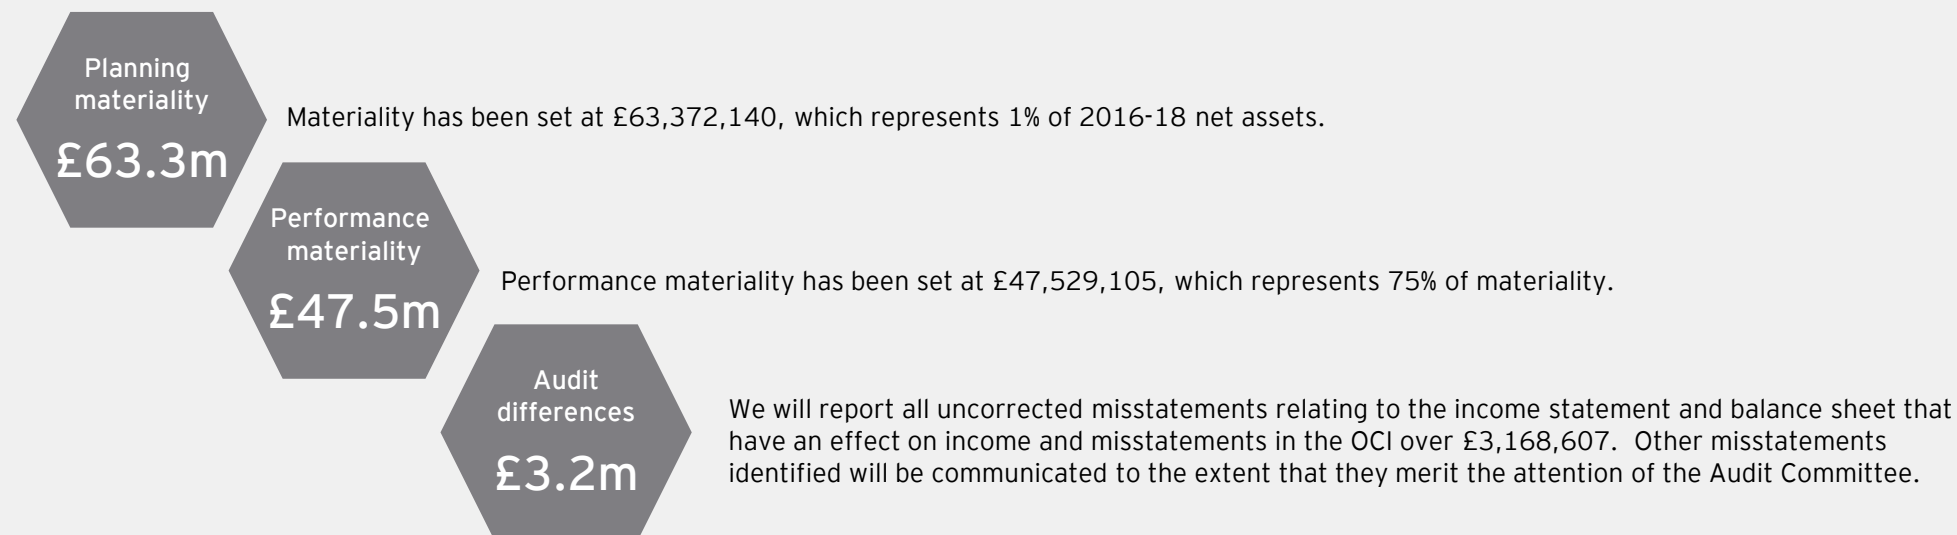 Planning
materiality
£63.3m
Materiality has been set at £63,372,140, which represents 1% of 2016-18 net assets.
Performance
materiality
£47.5m
Performance materiality has been set at £47,529,105, which represents 75% of materiality.
Audit
differences
£3.2m
We will report all uncorrected misstatements relating to the income statement and balance sheet that
have an effect on income and misstatements in the OCI over £3,168,607. Other misstatements
identified will be communicated to the extent that they merit the attention of the Audit Committee.